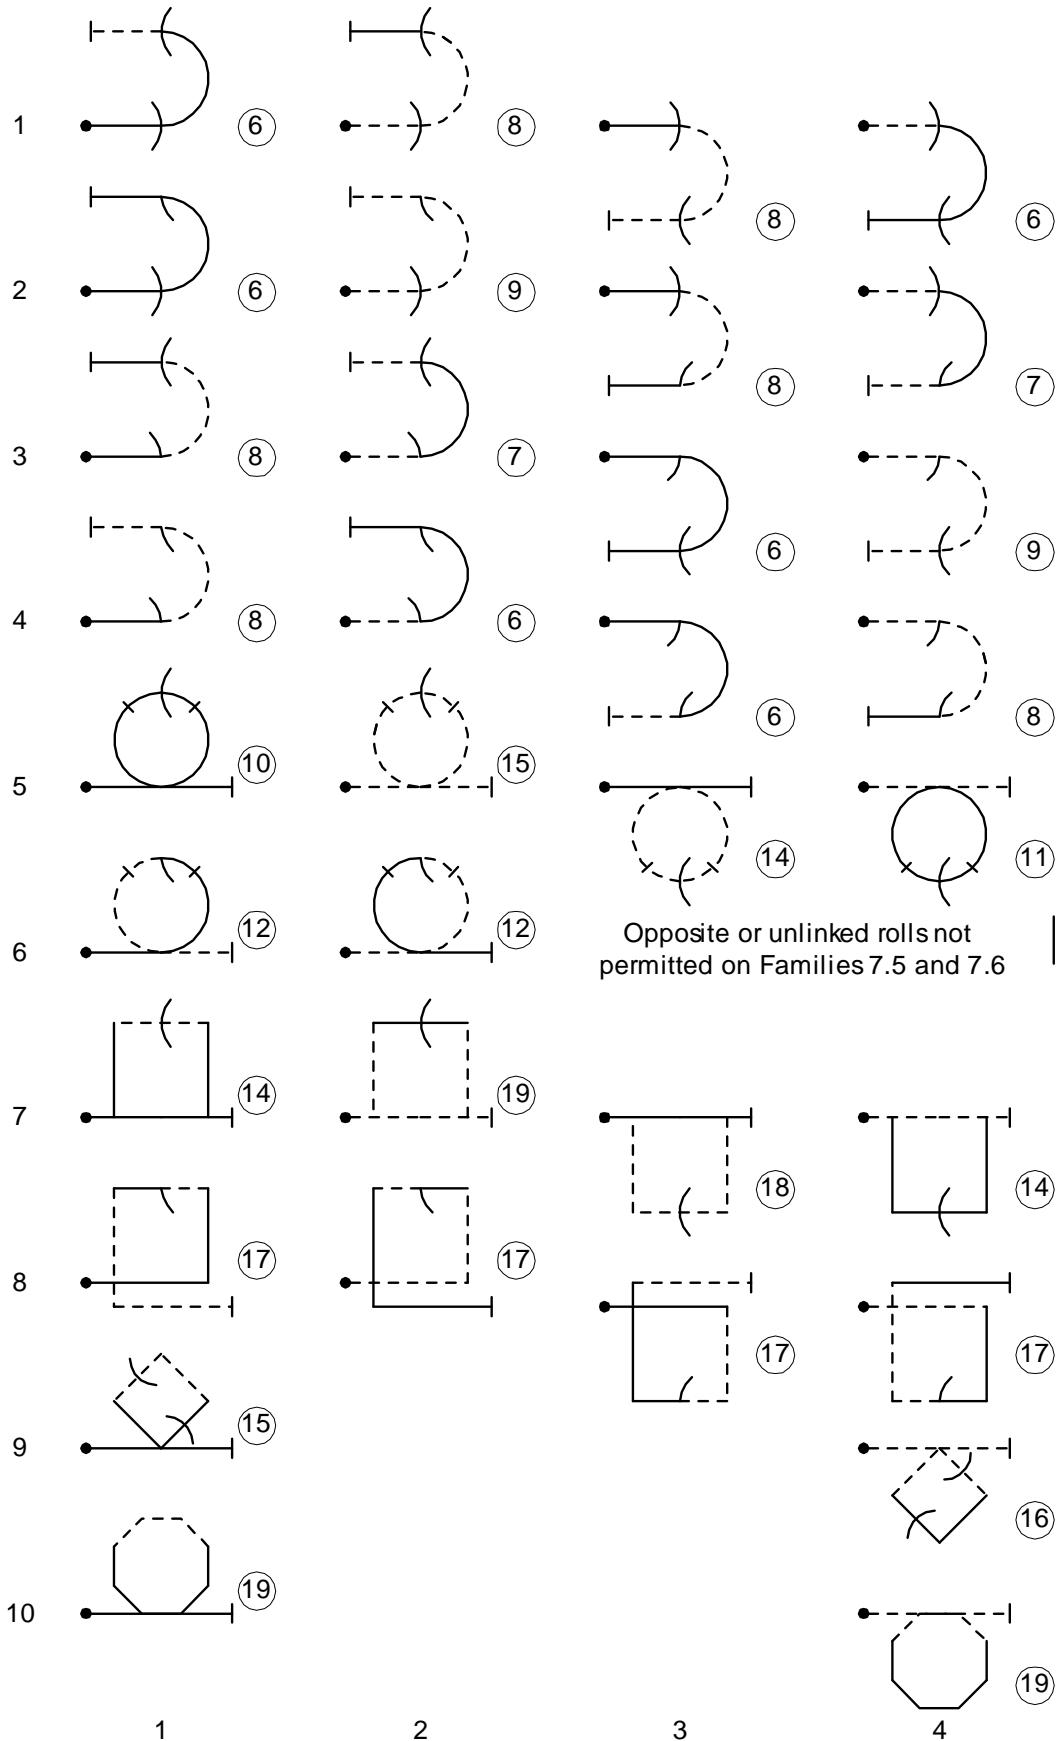 1 6 8 8 6
2 6 9 8 7
3 8 7 6 9
4 8 6 6 8
5 10 15 14 11
6 12 12
Opposite or unlinked rolls not
permitted on Families 7.5 and 7.6
7 14 19 18 14
8 17 17 17 17
9 15 16
10 19 19
1 2 3 4